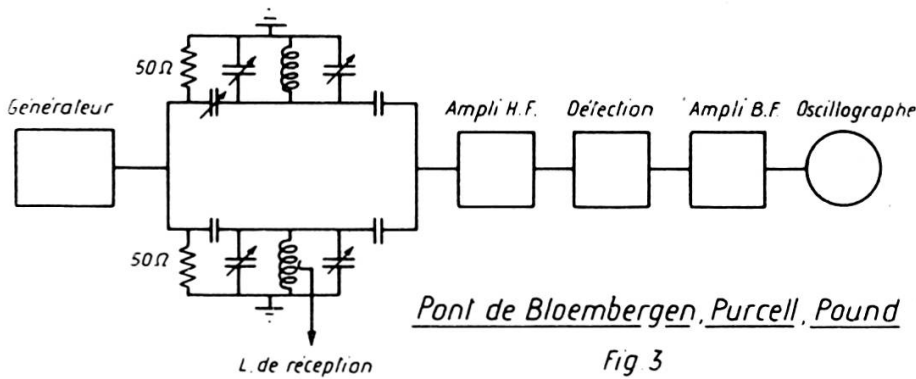 50Ω
Générateur
Ampli H.F.
Détection
Ampli B.F.
Oscillographe
50Ω
L. de réception
Pont de Bloembergen, Purcell, Pound
Fig. 3